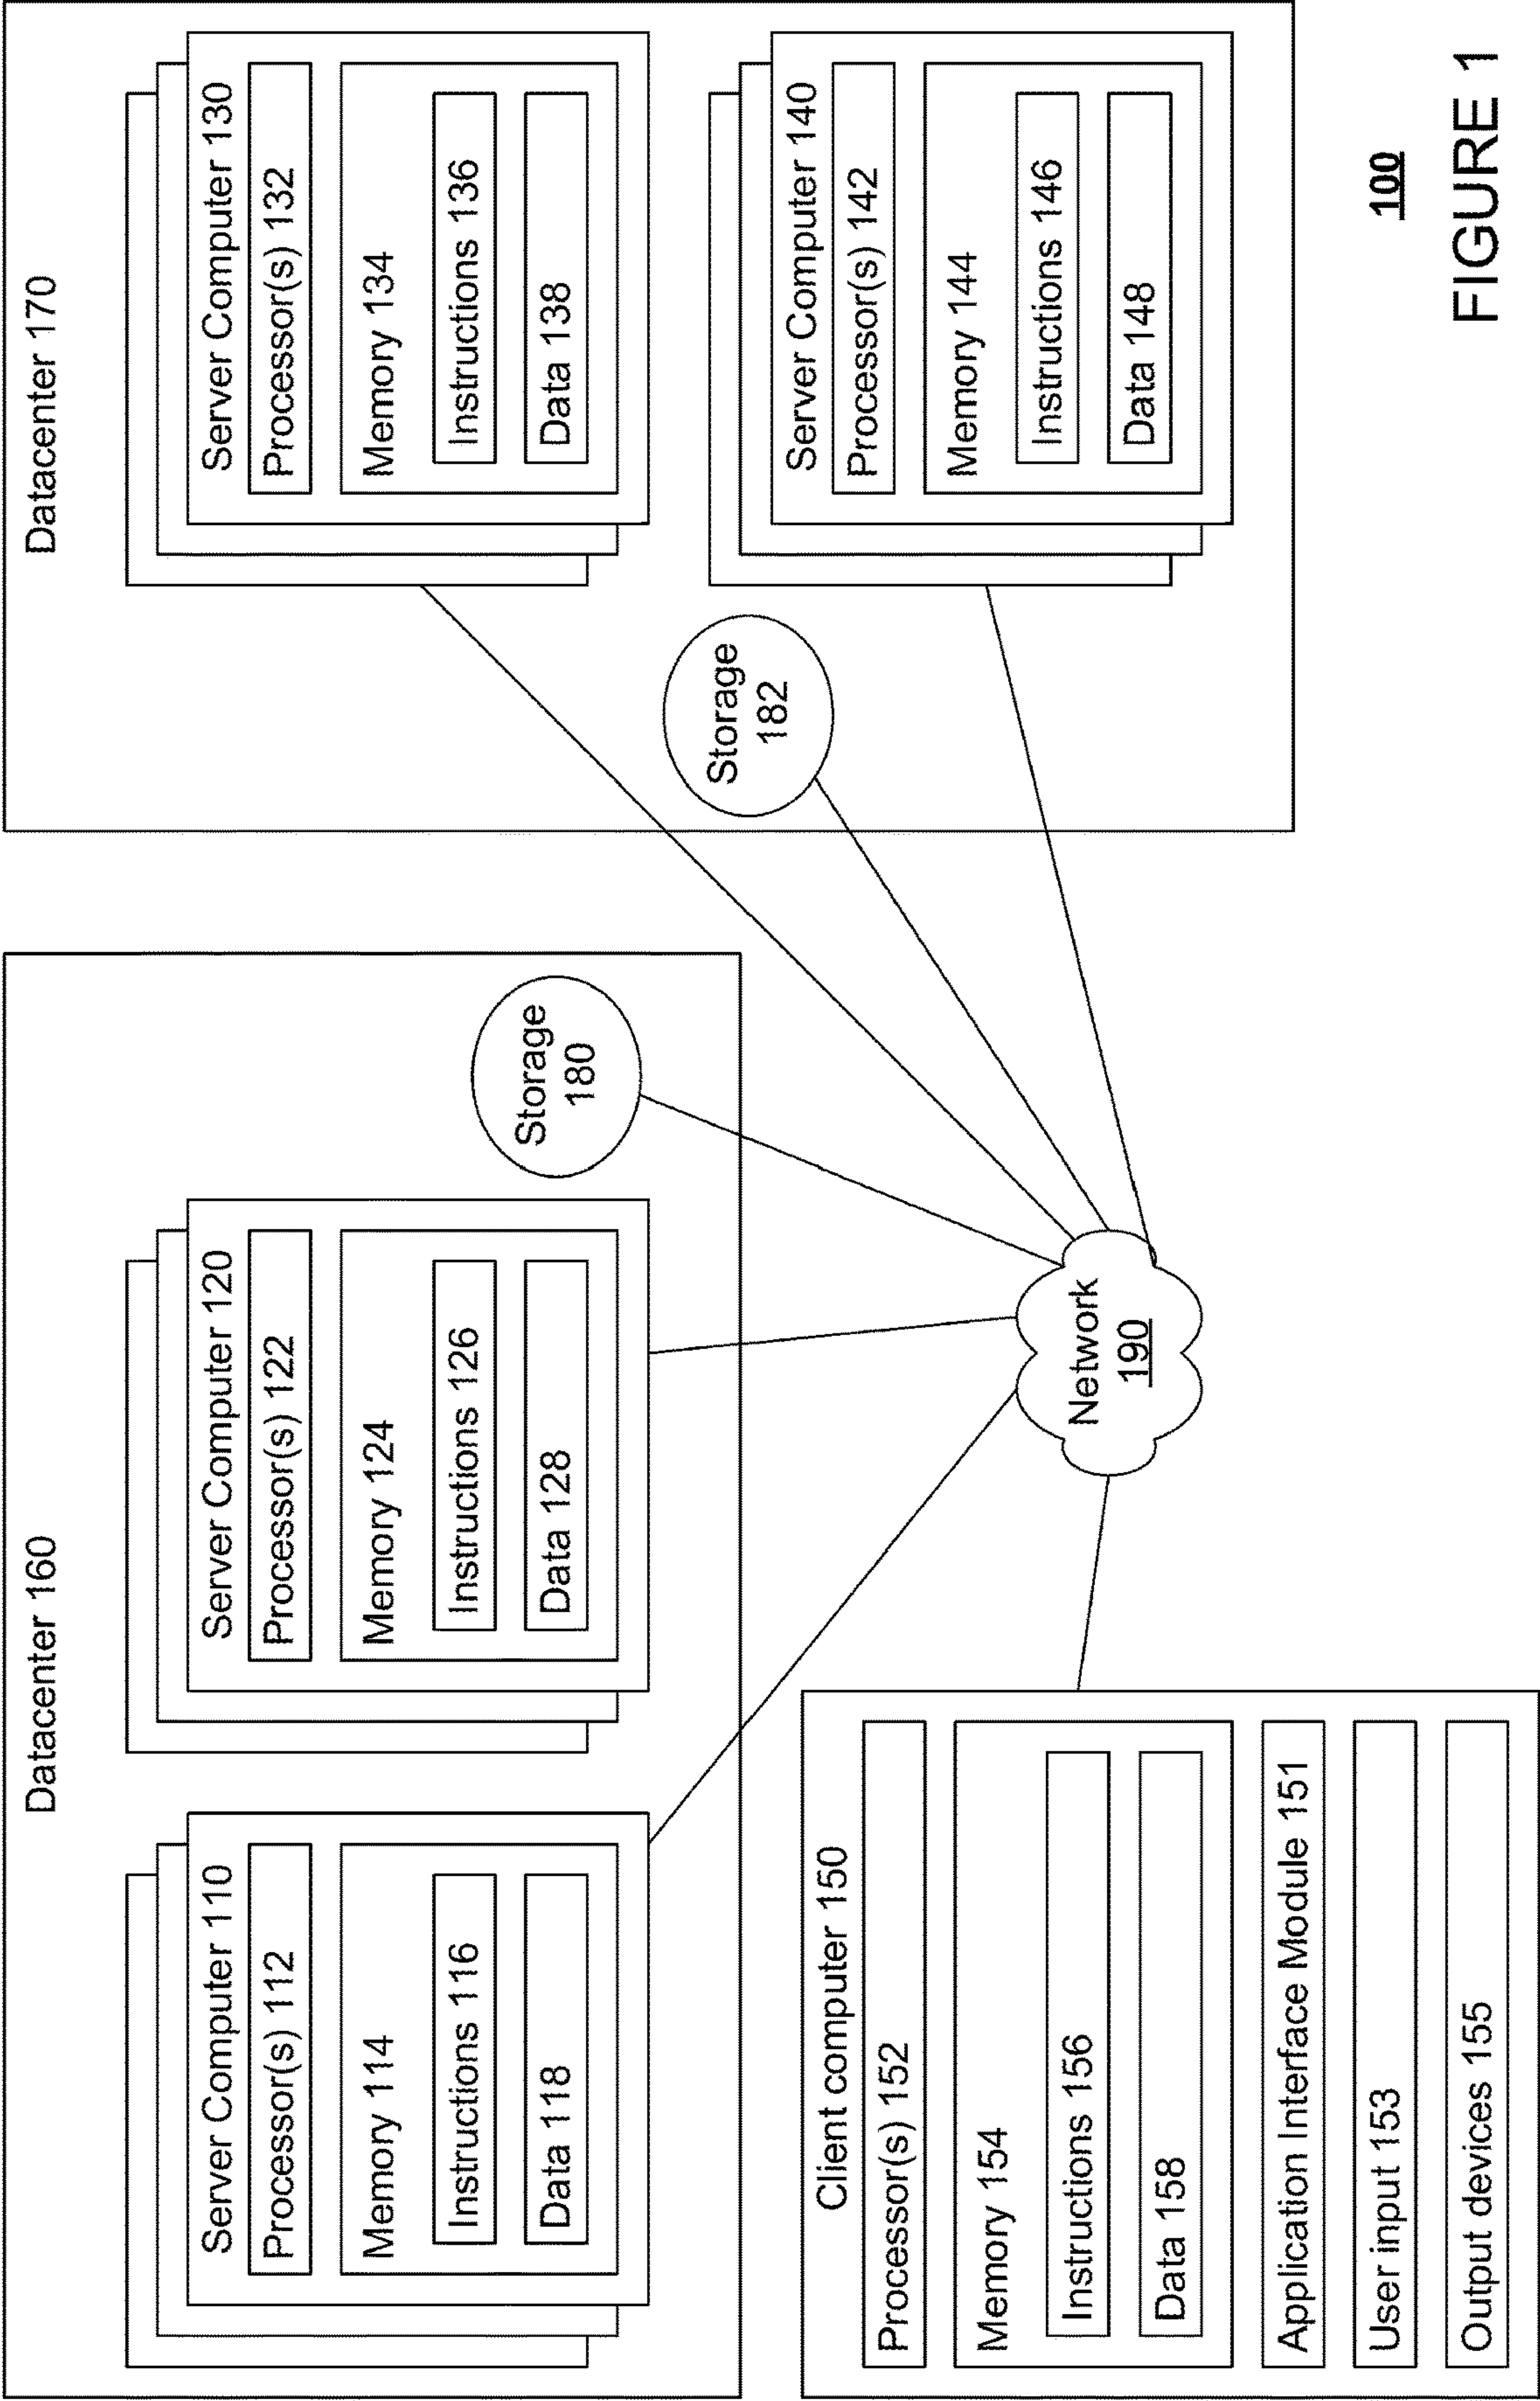 Datacenter 160
Server Computer 110
Processor(s) 112
Memory 114
Instructions 116
Data 118
Server Computer 120
Processor(s) 122
Memory 124
Instructions 126
Data 128
Storage
180
Datacenter 170
Server Computer 130
Processor(s) 132
Memory 134
Instructions 136
Data 138
Storage
182
Server Computer 140
Processor(s) 142
Memory 144
Instructions 146
Data 148
Client computer 150
Processor(s) 152
Memory 154
Instructions 156
Data 158
Application Interface Module 151
User input 153
Output devices 155
Network
190
100
FIGURE 1